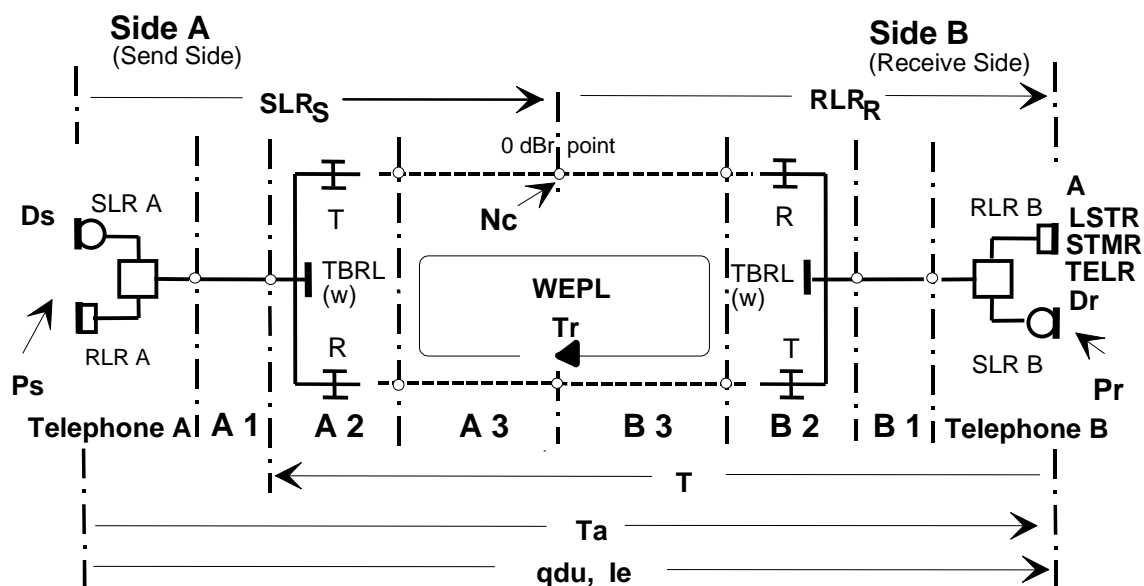 Side A
(Send Side)
Side B
(Receive Side)
SLRS
RLRR
0 dBr point
Ds
SLR A
T
Nc
R
RLR B
A
LSTR
STMR
TELR
Dr
TBRL
(w)
WEPL
Tr
TBRL
(w)
Ps
RLR A
R
T
SLR B
Pr
Telephone A
A 1
A 2
A 3
B 3
B 2
B 1
Telephone B
T
Ta
qdu, Ie